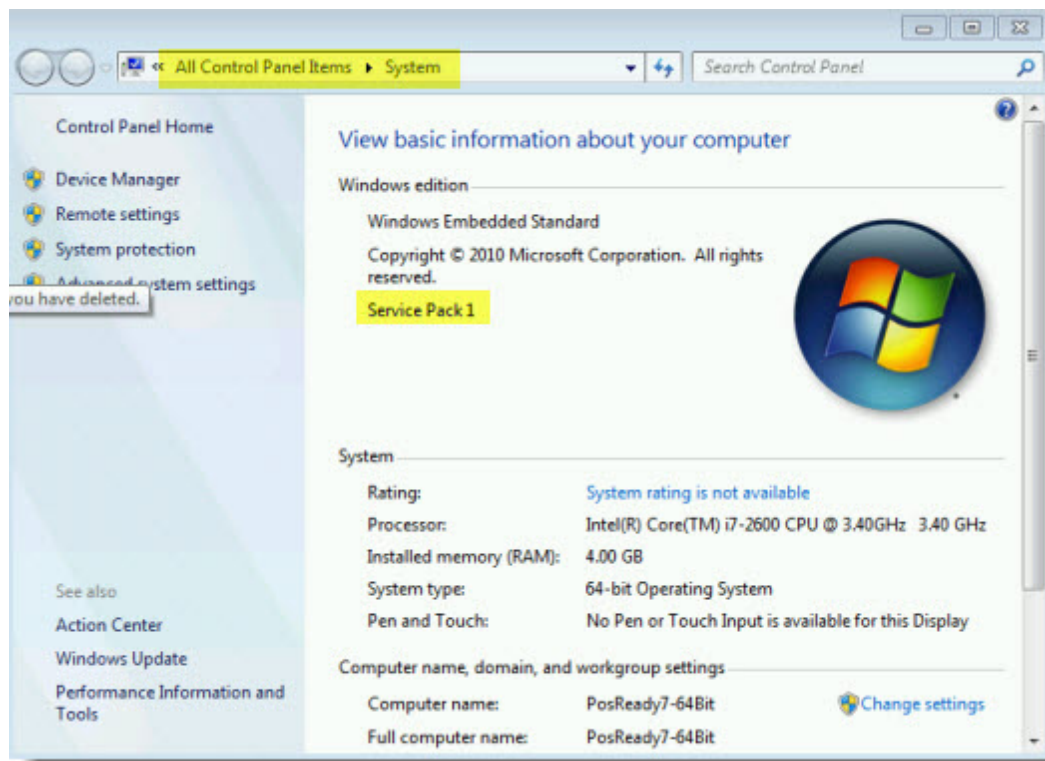 « All Control Panel Items ▸ System
Search Control Panel
Control Panel Home
Device Manager
Remote settings
System protection
Advanced system settings
you have deleted.
See also
Action Center
Windows Update
Performance Information and
Tools
View basic information about your computer
Windows edition
Windows Embedded Standard
Copyright © 2010 Microsoft Corporation. All rights
reserved.
Service Pack 1
System
Rating: System rating is not available
Processor: Intel(R) Core(TM) i7-2600 CPU @ 3.40GHz 3.40 GHz
Installed memory (RAM): 4.00 GB
System type: 64-bit Operating System
Pen and Touch: No Pen or Touch Input is available for this Display
Computer name, domain, and workgroup settings
Computer name: PosReady7-64Bit Change settings
Full computer name: PosReady7-64Bit